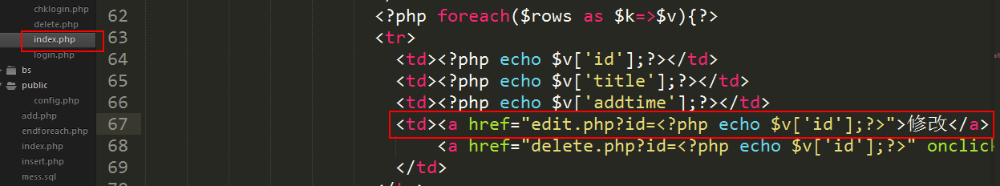 chklogin.php
delete.php
index.php
login.php
bs
public
config.php
add.php
endforeach.php
index.php
insert.php
mess.sql
62 <?php foreach($rows as $k=>$v){?>
63 <tr>
64 <td><?php echo $v['id'];?></td>
65 <td><?php echo $v['title'];?></td>
66 <td><?php echo $v['addtime'];?></td>
67 <td><a href="edit.php?id=<?php echo $v['id'];?>">修改</a>
68 <a href="delete.php?id=<?php echo $v['id'];?>" onclick
69 </td>